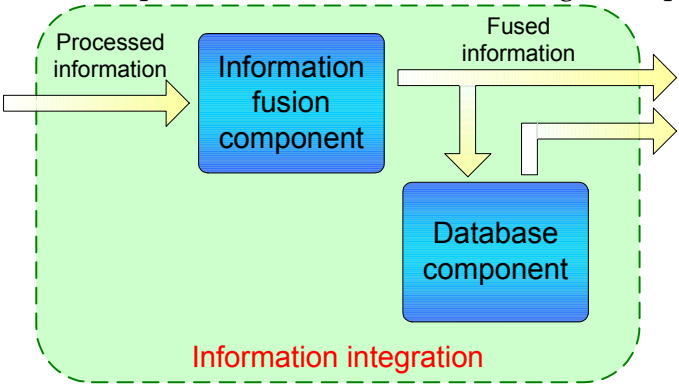 Processed
information
Information
fusion
component
Fused
information
Database
component
Information integration